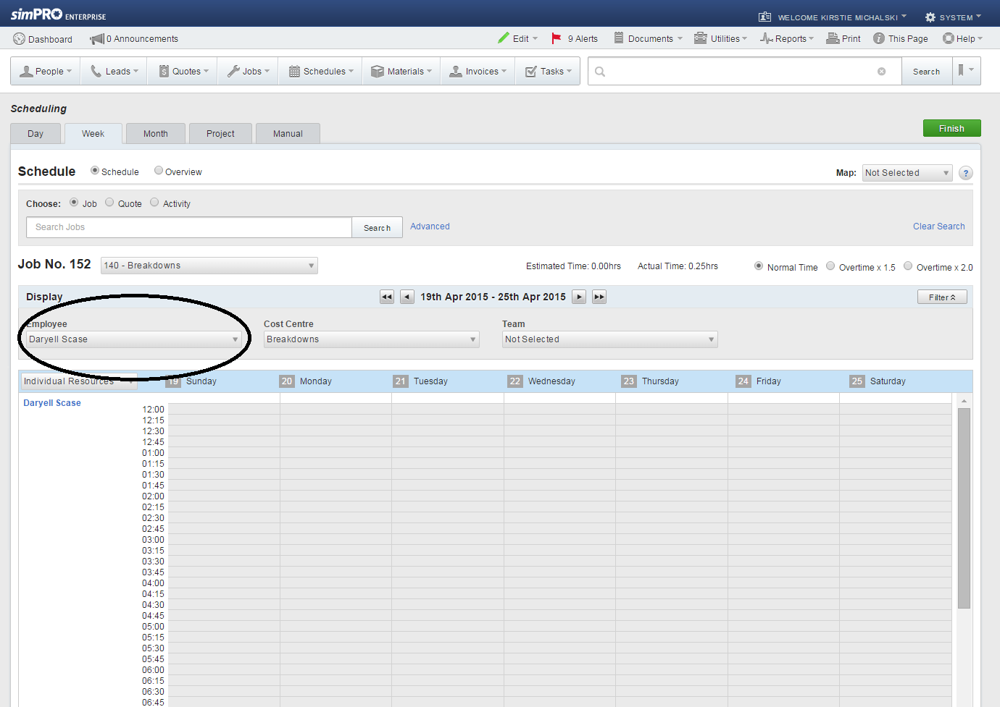 simPRO ENTERPRISE WELCOME KIRSTIE MICHALSKI SYSTEM
Dashboard 0 Announcements Edit 9 Alerts Documents Utilities Reports Print This Page Help
People Leads Quotes Jobs Schedules Materials Invoices Tasks Search
Scheduling
Day Week Month Project Manual Finish
Schedule Schedule Overview Map: Not Selected ?
Choose: Job Quote Activity
Search Jobs Search Advanced Clear Search
Job No. 152 140 - Breakdowns Estimated Time: 0.00hrs Actual Time: 0.25hrs Normal Time Overtime x 1.5 Overtime x 2.0
Display 19th Apr 2015 - 25th Apr 2015 Filter
Employee Cost Centre Team
Daryell Scase Breakdowns Not Selected
Individual Resources 19 Sunday 20 Monday 21 Tuesday 22 Wednesday 23 Thursday 24 Friday 25 Saturday
Daryell Scase
12:00
12:15
12:30
12:45
01:00
01:15
01:30
01:45
02:00
02:15
02:30
02:45
03:00
03:15
03:30
03:45
04:00
04:15
04:30
04:45
05:00
05:15
05:30
05:45
06:00
06:15
06:30
06:45